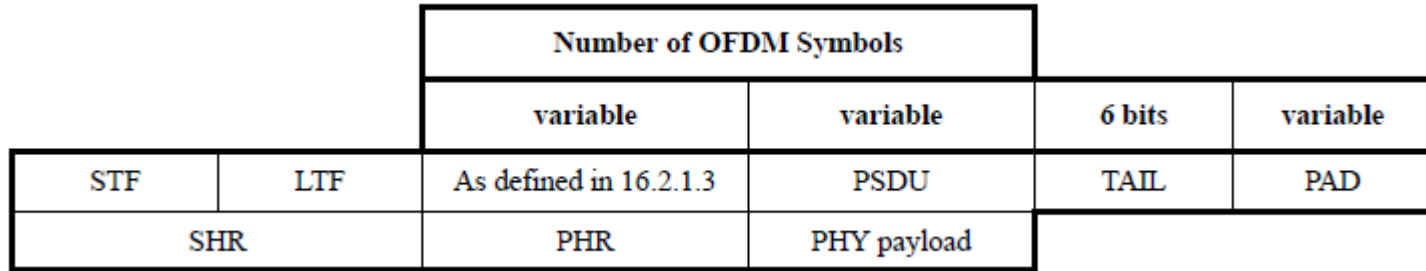 Number of OFDM Symbols
variable variable 6 bits variable
STF LTF As defined in 16.2.1.3 PSDU TAIL PAD
SHR PHR PHY payload